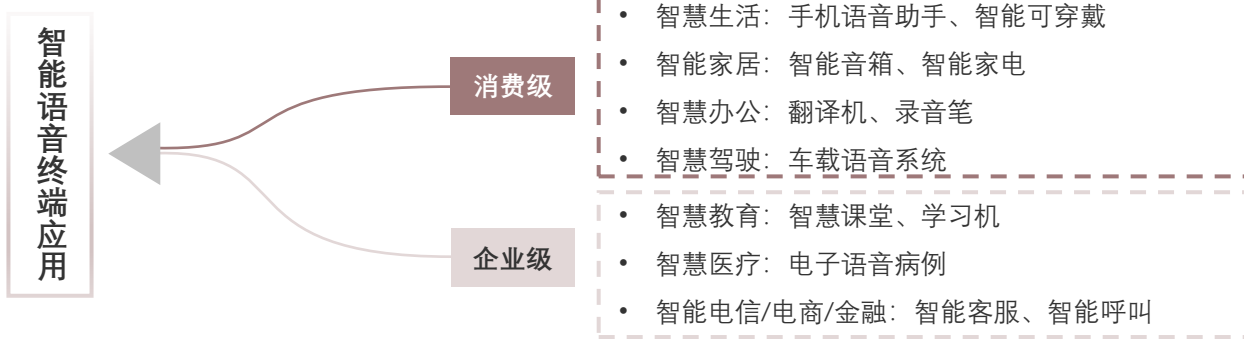 智能语音终端应用
消费级
• 智慧生活：手机语音助手、智能可穿戴
• 智能家居：智能音箱、智能家电
• 智慧办公：翻译机、录音笔
• 智慧驾驶：车载语音系统
企业级
• 智慧教育：智慧课堂、学习机
• 智慧医疗：电子语音病例
• 智能电信/电商/金融：智能客服、智能呼叫